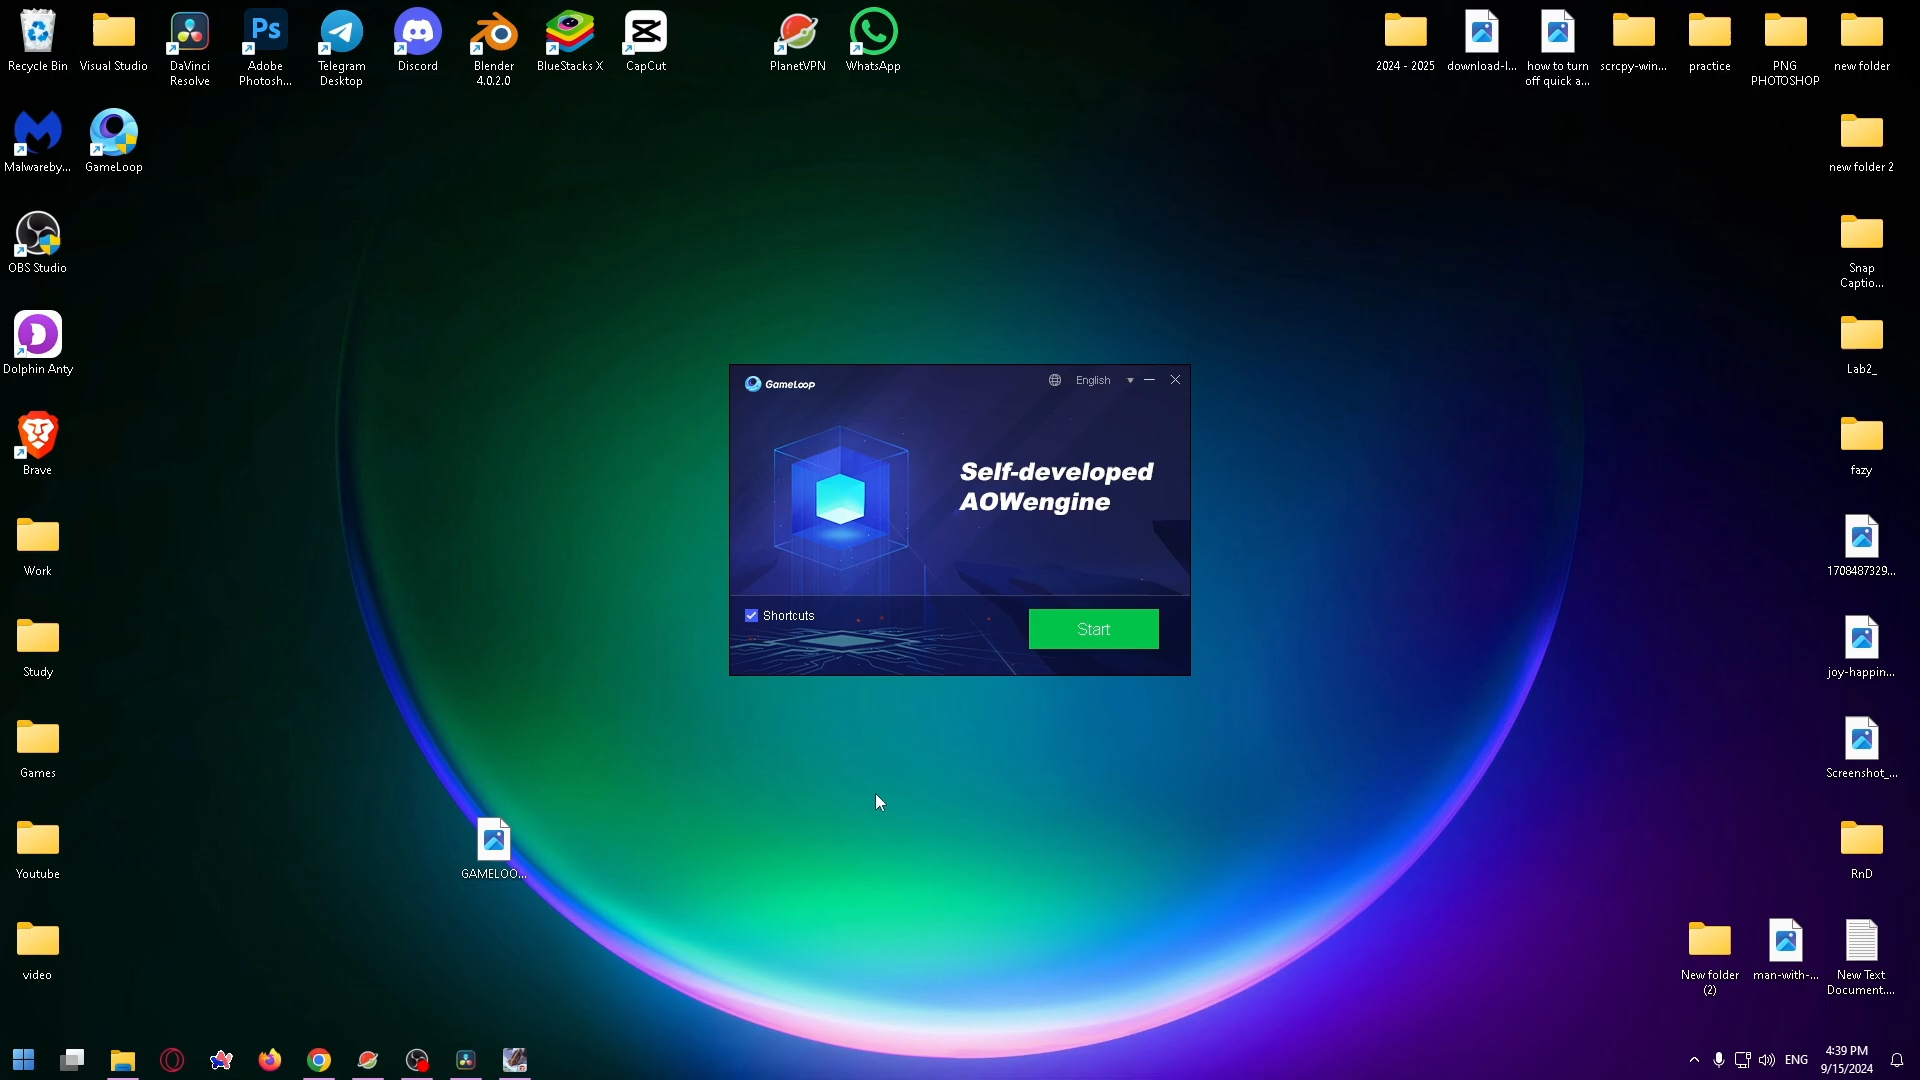 Recycle Bin
Visual Studio
DaVinci
Resolve
Ps
Adobe
Photosh...
Telegram
Desktop
Discord
Blender
4.0.2.0
BlueStacks X
CapCut
PlanetVPN
WhatsApp
2024 - 2025
download-l...
how to turn
off quick a...
scrcpy-win...
practice
PNG
PHOTOSHOP
new folder
Malwareby...
GameLoop
new folder 2
OBS Studio
Snap
Captio...
Dolphin Anty
Lab2_
Brave
fazy
GameLoop
English
Self-developed
AOWengine
Shortcuts
Start
Work
1708487329...
Study
joy-happin...
Games
Screenshot_...
Youtube
GAMELOO...
RnD
video
New folder
(2)
man-with-...
New Text
Document....
ENG
4:39 PM
9/15/2024